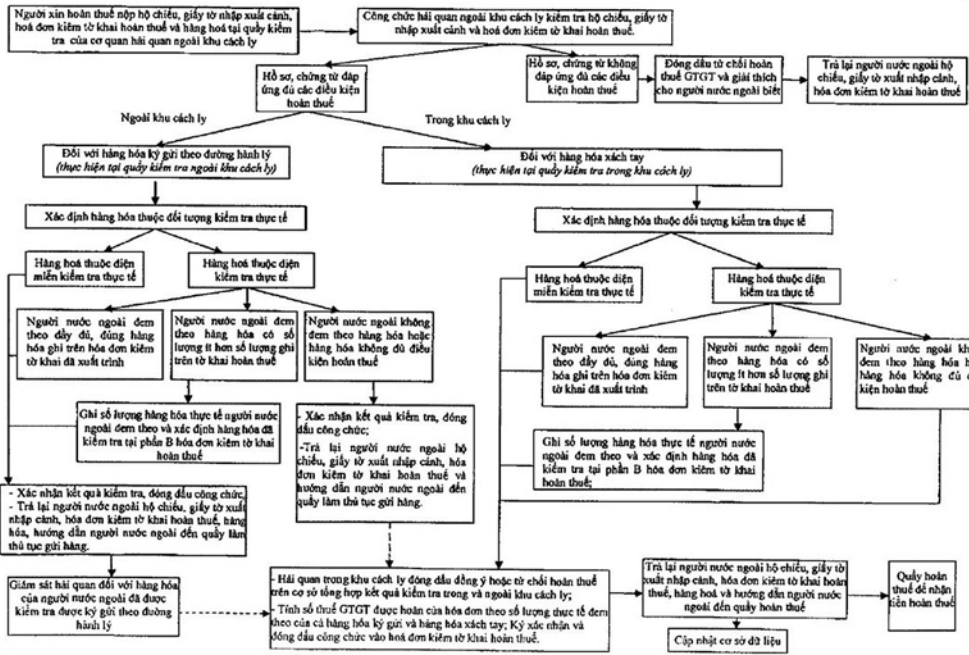 Người xin hoàn thuế nộp hộ chiếu, giấy tờ nhập xuất cảnh,
hoá đơn kiêm tờ khai hoàn thuế và hàng hoá tại quầy kiểm
tra của cơ quan hải quan ngoài khu cách ly
Công chức hải quan ngoài khu cách ly kiểm tra hộ chiếu, giấy tờ
nhập xuất cảnh và hoá đơn kiêm tờ khai hoàn thuế.
Hồ sơ, chứng từ đáp
ứng đủ các điều kiện
hoàn thuế
Hồ sơ, chứng từ không
đáp ứng đủ các điều
kiện hoàn thuế
Đóng dấu từ chối hoàn
thuế GTGT và giải thích
cho người nước ngoài biết
Trả lại người nước ngoài hộ
chiếu, giấy tờ xuất nhập cảnh,
hóa đơn kiêm tờ khai hoàn thuế
Ngoài khu cách ly
Trong khu cách ly
Đối với hàng hóa ký gửi theo đường hành lý
(thực hiện tại quầy kiểm tra ngoài khu cách ly)
Đối với hàng hóa xách tay
(thực hiện tại quầy kiểm tra trong khu cách ly)
Xác định hàng hóa thuộc đối tượng kiểm tra thực tế
Xác định hàng hóa thuộc đối tượng kiểm tra thực tế
Hàng hoá thuộc diện
miễn kiểm tra thực tế
Hàng hoá thuộc diện
kiểm tra thực tế
Hàng hoá thuộc diện
miễn kiểm tra thực tế
Hàng hoá thuộc diện
kiểm tra thực tế
Người nước ngoài đem
theo đầy đủ, đúng hàng
hóa ghi trên hóa đơn kiêm
tờ khai đã xuất trình
Người nước ngoài đem
theo hàng hóa có số
lượng ít hơn số lượng ghi
trên tờ khai hoàn thuế
Người nước ngoài không
đem theo hàng hóa hoặc
hàng hóa không đủ điều
kiện hoàn thuế
Người nước ngoài đem
theo đầy đủ, đúng hàng
hóa ghi trên hóa đơn kiêm
tờ khai đã xuất trình
Người nước ngoài đem
theo hàng hóa có số
lượng ít hơn số lượng ghi
trên tờ khai hoàn thuế
Người nước ngoài
đem theo hàng hóa
hàng hóa không đủ
kiện hoàn thuế
Ghi số lượng hàng hóa thực tế người nước
ngoài đem theo và xác định hàng hóa đã
kiểm tra tại phần B hóa đơn kiêm tờ khai
hoàn thuế
- Xác nhận kết quả kiểm tra, đóng
dấu công chức;
-Trả lại người nước ngoài hộ
chiếu, giấy tờ xuất nhập cảnh, hóa
đơn kiêm tờ khai hoàn thuế và
hướng dẫn người nước ngoài đến
quầy làm thủ tục gửi hàng.
Ghi số lượng hàng hóa thực tế người nước
ngoài đem theo và xác định hàng hóa đã
kiểm tra tại phần B hóa đơn kiêm tờ khai
hoàn thuế;
- Xác nhận kết quả kiểm tra, đóng dấu công chức,
- Trả lại người nước ngoài hộ chiếu, giấy tờ xuất
nhập cảnh, hóa đơn kiêm tờ khai hoàn thuế, hàng
hóa, hướng dẫn người nước ngoài đến quầy làm
thủ tục gửi hàng.
Giám sát hải quan đối với hàng hóa
của người nước ngoài đã được
kiểm tra được ký gửi theo đường
hành lý
- Hải quan trong khu cách ly đóng dấu đồng ý hoặc từ chối hoàn thuế
trên cơ sở tổng hợp kết quả kiểm tra trong và ngoài khu cách ly;
- Tính số thuế GTGT được hoàn của hóa đơn theo số lượng thực tế đem
theo của cả hàng hóa ký gửi và hàng hóa xách tay; Ký xác nhận và
đóng dấu công chức vào hoá đơn kiêm tờ khai hoàn thuế.
Trả lại người nước ngoài hộ chiếu, giấy tờ
xuất nhập cảnh, hóa đơn kiêm tờ khai hoàn
thuế, hàng hoá và hướng dẫn người nước
ngoài đến quầy hoàn thuế
Quầy hoàn
thuế để nhận
tiền hoàn thuế
Cập nhật cơ sở dữ liệu